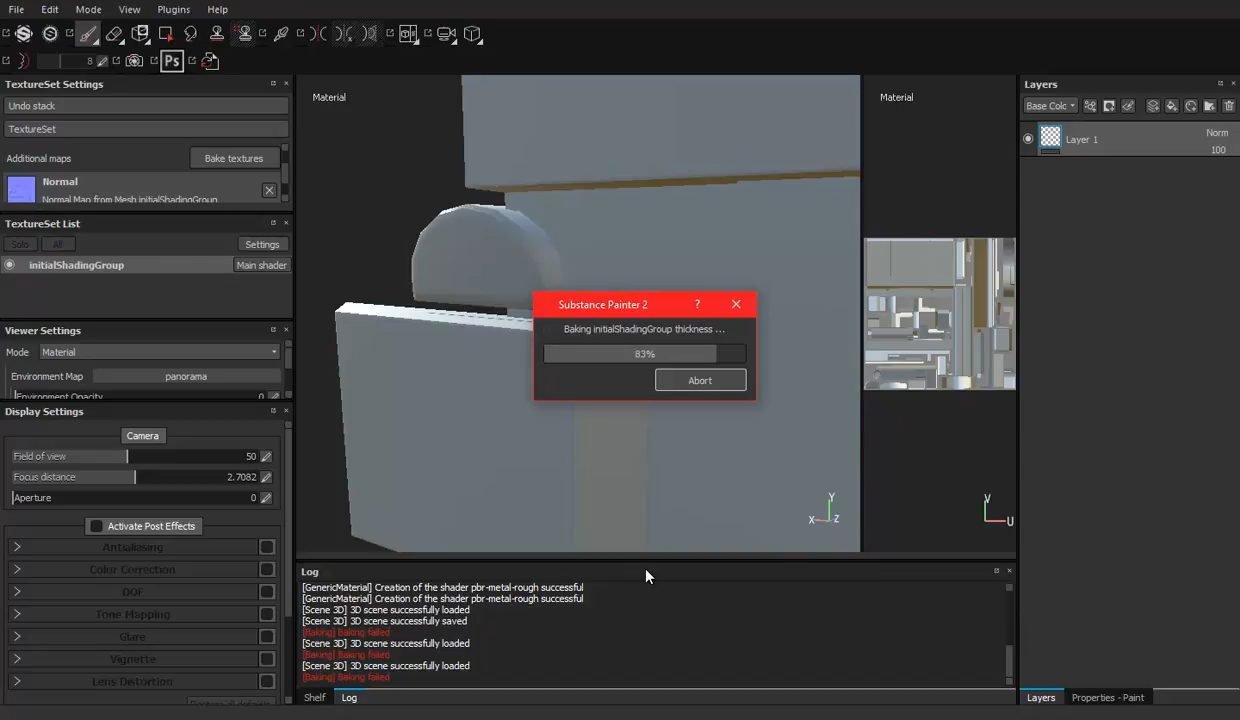 File Edit Mode View Plugins Help
8
Ps
TextureSet Settings
Undo stack
TextureSet
Additional maps
Bake textures
Normal
Normal Map from Mesh initialShadingGroup
TextureSet List
Solo All Settings
initialShadingGroup Main shader
Viewer Settings
Mode Material
Environment Map panorama
Environment Opacity 0
Display Settings
Camera
Field of view 50
Focus distance 2.7082
Aperture 0
Activate Post Effects
Antialiasing
Color Correction
DOF
Tone Mapping
Glare
Vignette
Lens Distortion
Material
Y
X Z
Material
V
U
Substance Painter 2 ?
Baking initialShadingGroup thickness ...
83%
Abort
Log
[GenericMaterial] Creation of the shader pbr-metal-rough successful
[GenericMaterial] Creation of the shader pbr-metal-rough successful
[Scene 3D] 3D scene successfully loaded
[Scene 3D] 3D scene successfully saved
[Baking] Baking failed
[Scene 3D] 3D scene successfully loaded
[Baking] Baking failed
[Scene 3D] 3D scene successfully loaded
[Baking] Baking failed
Shelf Log
Layers
Base Colc
Layer 1
Norm
100
Layers Properties - Paint